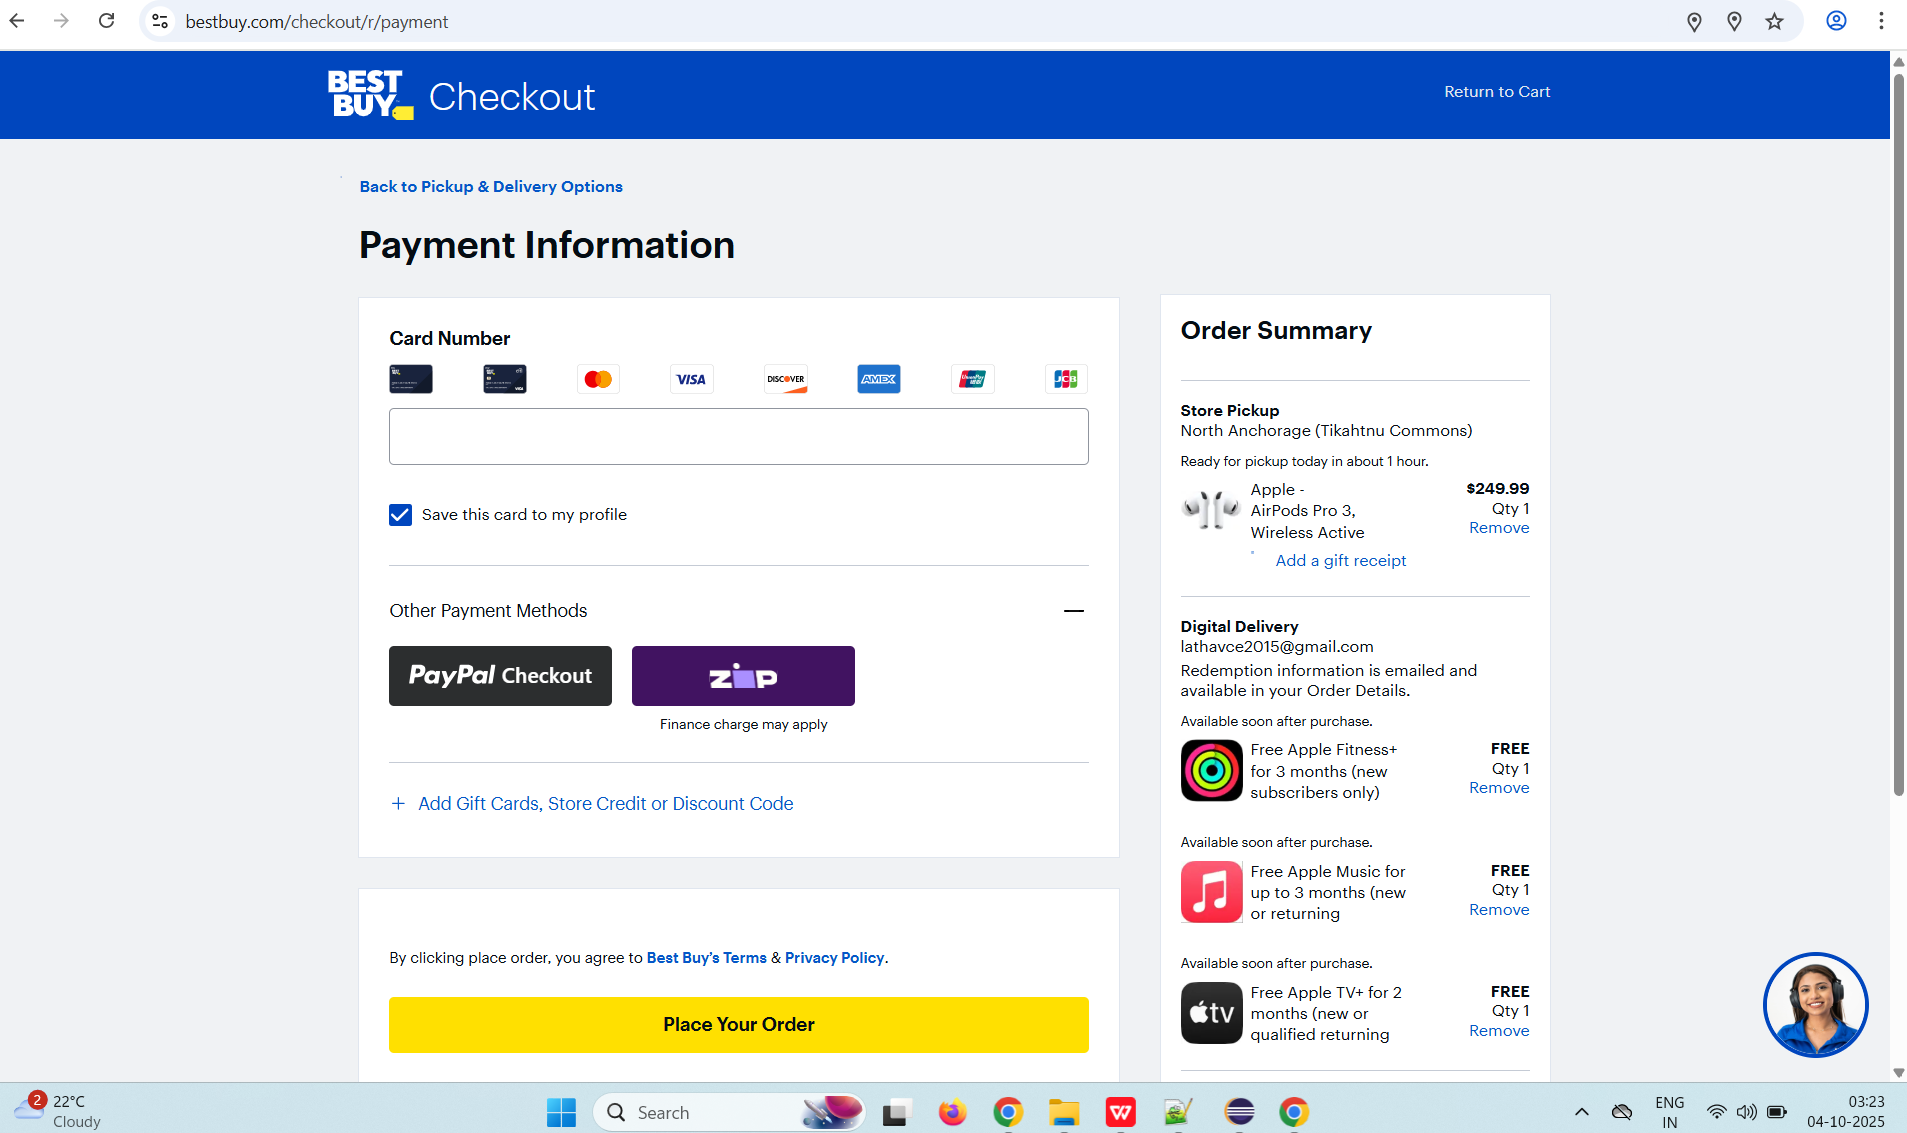 bestbuy.com/checkout/r/payment
BEST BUY Checkout
Return to Cart
Back to Pickup & Delivery Options
Payment Information
Card Number
VISA
DISCOVER
AMEX
UnionPay
JCB
Save this card to my profile
Other Payment Methods
PayPal Checkout
zip
Finance charge may apply
+ Add Gift Cards, Store Credit or Discount Code
By clicking place order, you agree to Best Buy's Terms & Privacy Policy.
Place Your Order
Order Summary
Store Pickup
North Anchorage (Tikahtnu Commons)
Ready for pickup today in about 1 hour.
Apple -
AirPods Pro 3,
Wireless Active
$249.99
Qty 1
Remove
Add a gift receipt
Digital Delivery
lathavce2015@gmail.com
Redemption information is emailed and
available in your Order Details.
Available soon after purchase.
Free Apple Fitness+
for 3 months (new
subscribers only)
FREE
Qty 1
Remove
Available soon after purchase.
Free Apple Music for
up to 3 months (new
or returning
FREE
Qty 1
Remove
Available soon after purchase.
tv
Free Apple TV+ for 2
months (new or
qualified returning
FREE
Qty 1
Remove
2
22°C
Cloudy
Search
ENG
IN
03:23
04-10-2025